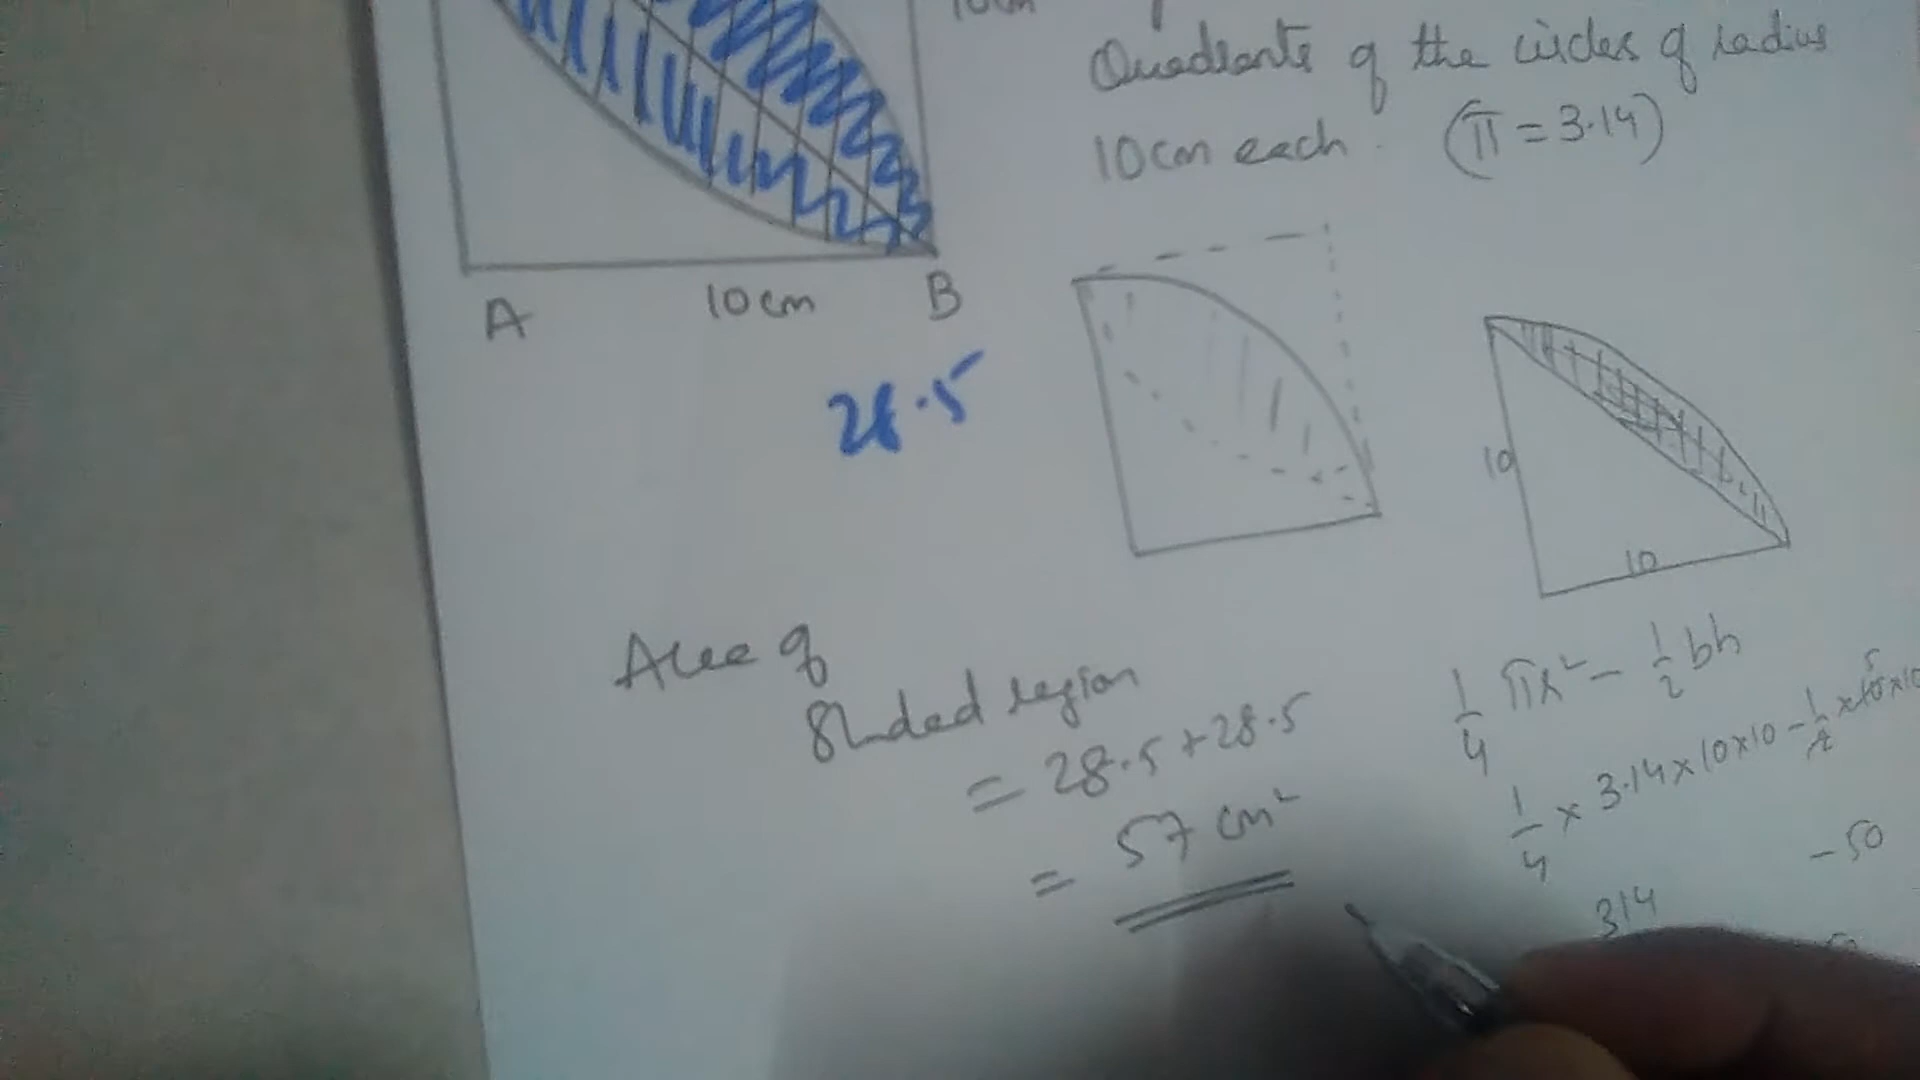 10cm
Quadrants of the circles of radius
10cm each. (π = 3.14)
A 10cm B
28.5
10
10
Area of
Shaded region
= 28.5 + 28.5
= 57 cm²
1/4 πr² - 1/2 bh
1/4 × 3.14 × 10 × 10 - 1/2 × 10 × 10
5
- 50
314